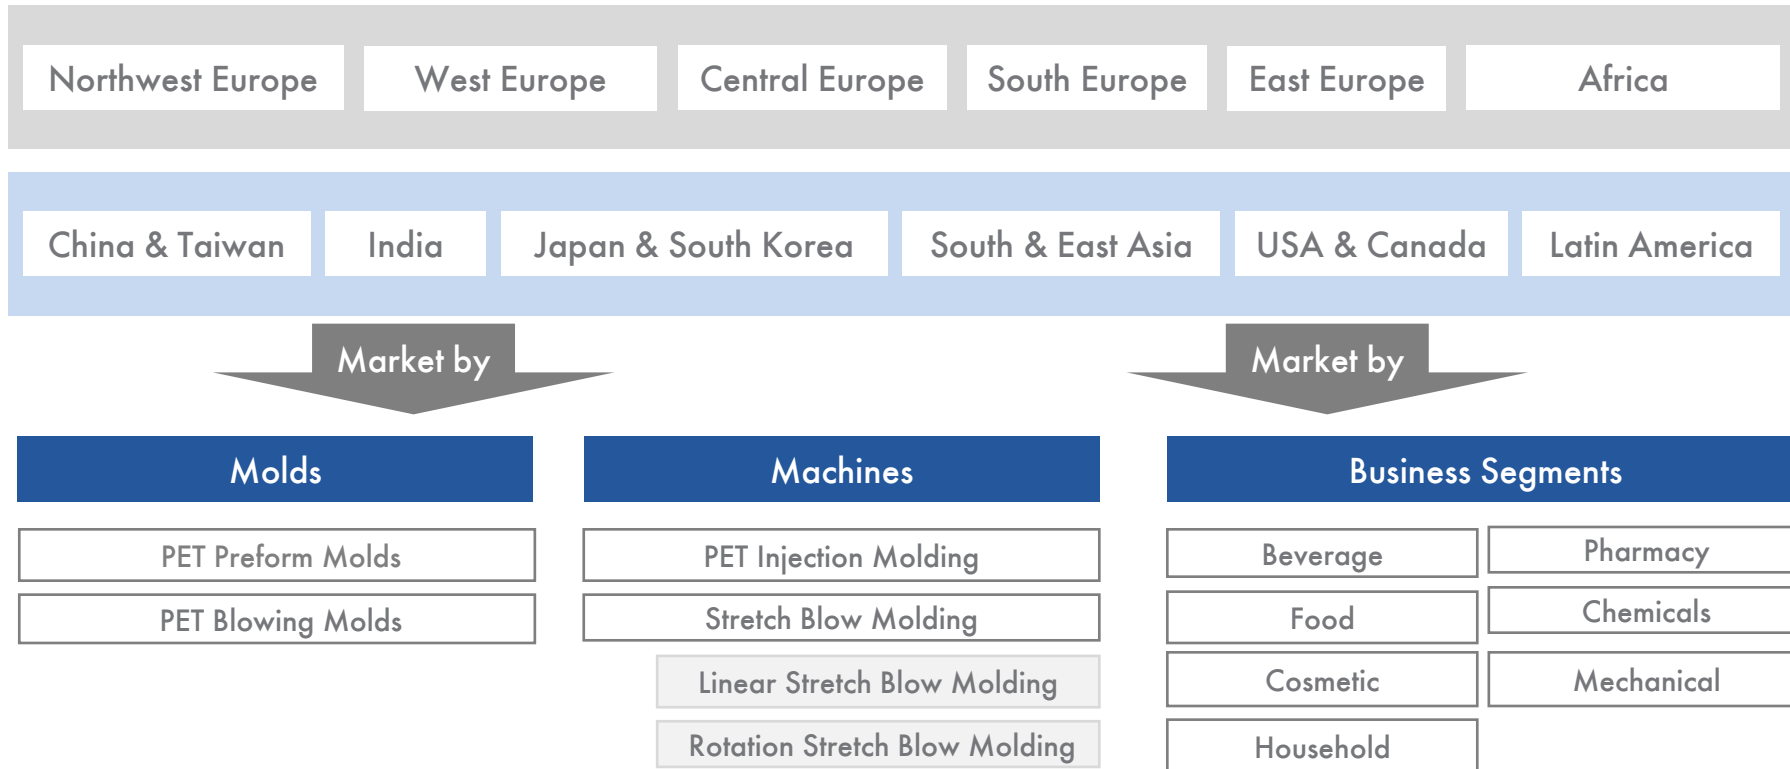 Northwest Europe
West Europe
Central Europe
South Europe
East Europe
Africa
China & Taiwan
India
Japan & South Korea
South & East Asia
USA & Canada
Latin America
Market by
Market by
Molds
PET Preform Molds
PET Blowing Molds
Machines
PET Injection Molding
Stretch Blow Molding
Linear Stretch Blow Molding
Rotation Stretch Blow Molding
Business Segments
Beverage
Food
Cosmetic
Household
Pharmacy
Chemicals
Mechanical